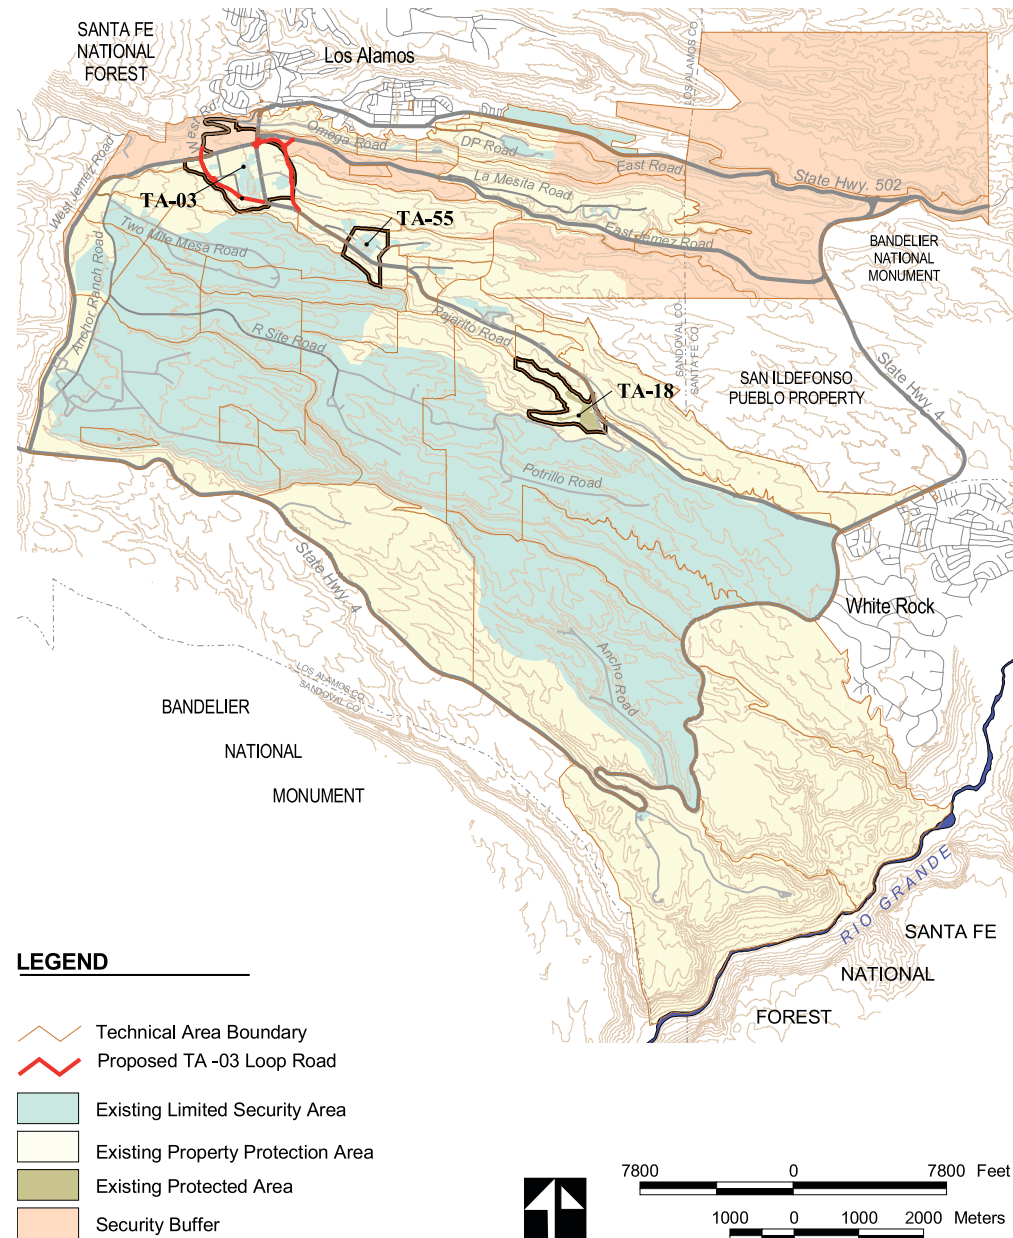 SANTA FE
NATIONAL
FOREST
Los Alamos
LOS ALAMOS CO
West Rd
Omega Road
DP Road
East Road
State Hwy. 502
La Mesita Road
West Jemez Road
TA-03
TA-55
East Jemez Road
Two Mile Mesa Road
Anchor Ranch Road
BANDELIER
NATIONAL
MONUMENT
R Site Road
Rajarito Road
SANDOVAL CO
SANTA FE CO
State Hwy. 4
TA-18
SAN ILDEFONSO
PUEBLO PROPERTY
Potrillo Road
State Hwy. 4
White Rock
Ancho Road
LOS ALAMOS CO
SANDOVAL CO
BANDELIER
NATIONAL
MONUMENT
RIO GRANDE
SANTA FE
NATIONAL
FOREST
LEGEND
Technical Area Boundary
Proposed TA -03 Loop Road
Existing Limited Security Area
Existing Property Protection Area
Existing Protected Area
Security Buffer
7800 0 7800 Feet
1000 0 1000 2000 Meters